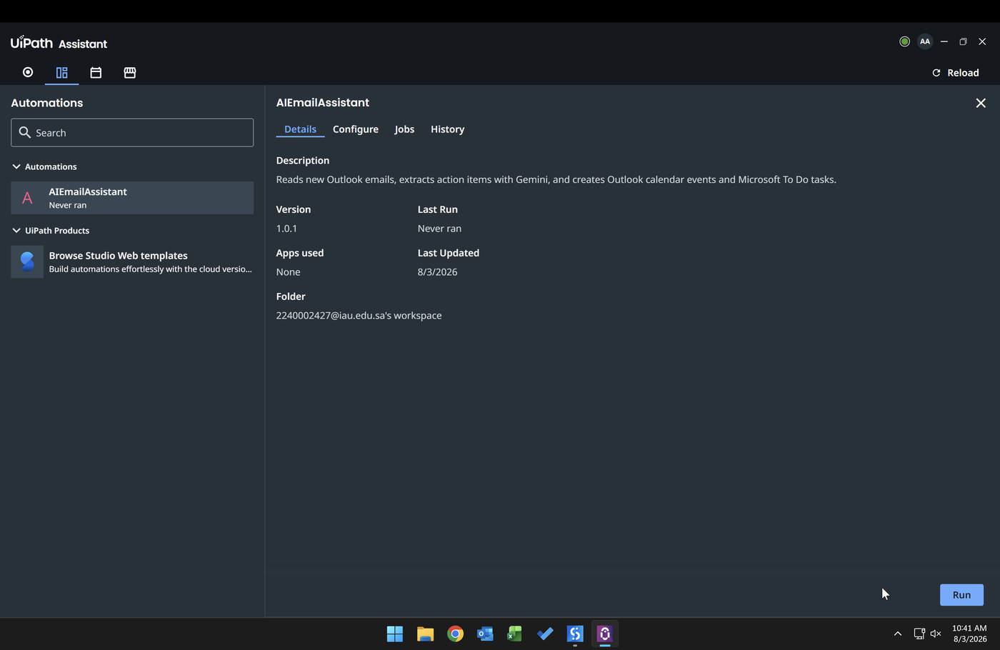 UiPath Assistant
AA
Reload
Automations
Search
Automations
AIEmailAssistant
Never ran
UiPath Products
Browse Studio Web templates
Build automations effortlessly with the cloud versio...
AIEmailAssistant
Details Configure Jobs History
Description
Reads new Outlook emails, extracts action items with Gemini, and creates Outlook calendar events and Microsoft To Do tasks.
Version Last Run
1.0.1 Never ran
Apps used Last Updated
None 8/3/2026
Folder
2240002427@iau.edu.sa's workspace
Run
10:41 AM
8/3/2026